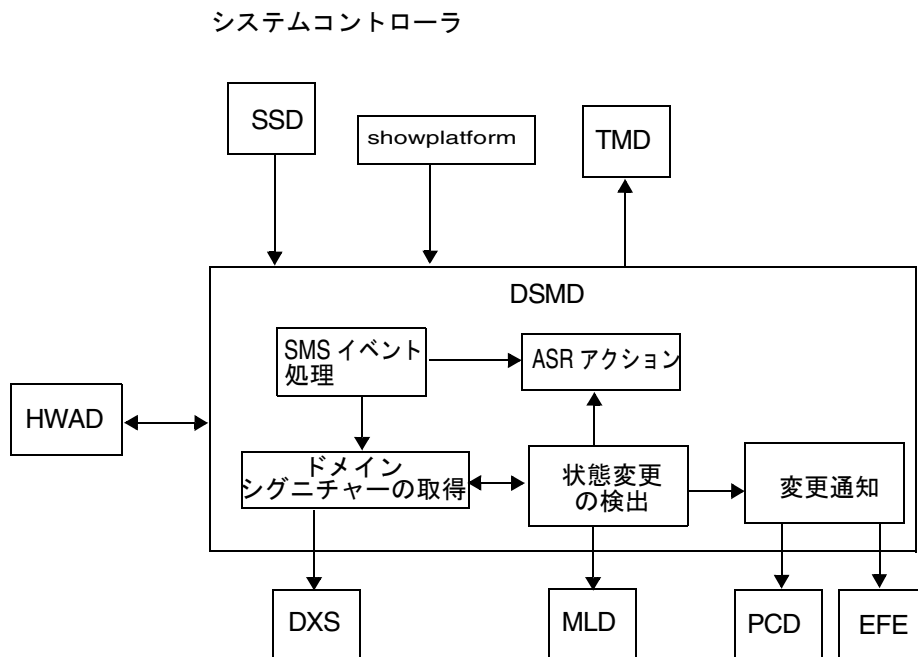 システムコントローラ
SSD
showplatform
TMD
DSMD
SMS イベント
処理
ASR アクション
HWAD
ドメイン
シグニチャーの取得
状態変更
の検出
変更通知
DXS
MLD
PCD
EFE